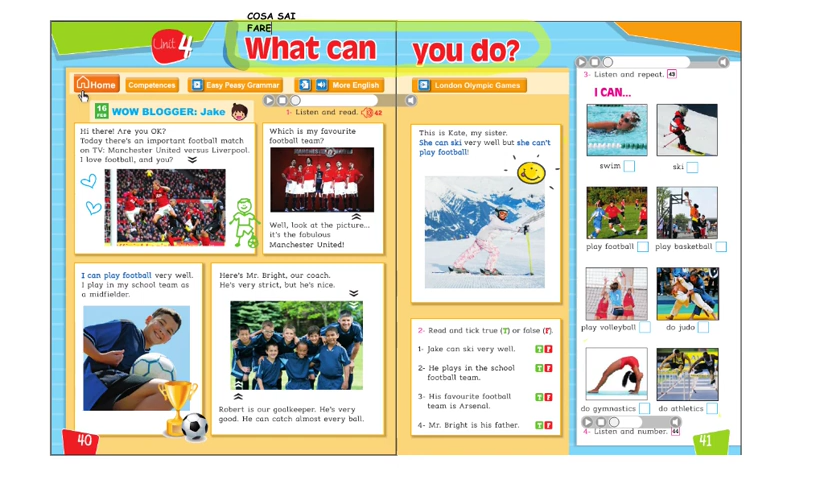 COSA SAI
FARE
Unit 4
What can you do?
Home
Competences
Easy Peasy Grammar
More English
London Olympic Games
16
FEB
WOW BLOGGER: Jake
1- Listen and read. 42
Hi there! Are you OK?
Today there's an important football match
on TV: Manchester United versus Liverpool.
I love football, and you?
Which is my favourite
football team?
Well, look at the picture...
it's the fabulous
Manchester United!
I can play football very well.
I play in my school team as
a midfielder.
Here's Mr. Bright, our coach.
He's very strict, but he's nice.
Robert is our goalkeeper. He's very
good. He can catch almost every ball.
40
This is Kate, my sister.
She can ski very well but she can't
play football!
2- Read and tick true (T) or false (F).
1- Jake can ski very well. T F
2- He plays in the school
football team. T F
3- His favourite football
team is Arsenal. T F
4- Mr. Bright is his father. T F
3- Listen and repeat. 43
I CAN...
swim
ski
play football
play basketball
play volleyball
do judo
do gymnastics
do athletics
4- Listen and number. 44
41